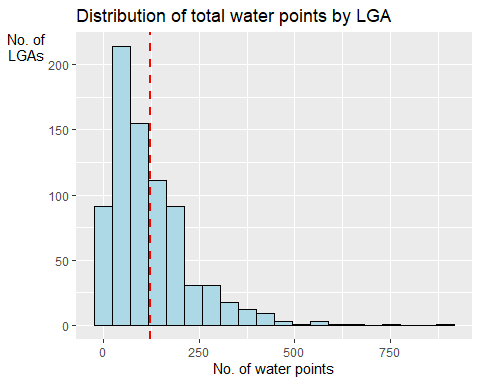 Distribution of total water points by LGA
No. of
LGAs
200
150
100
50
0
0
250
500
750
No. of water points